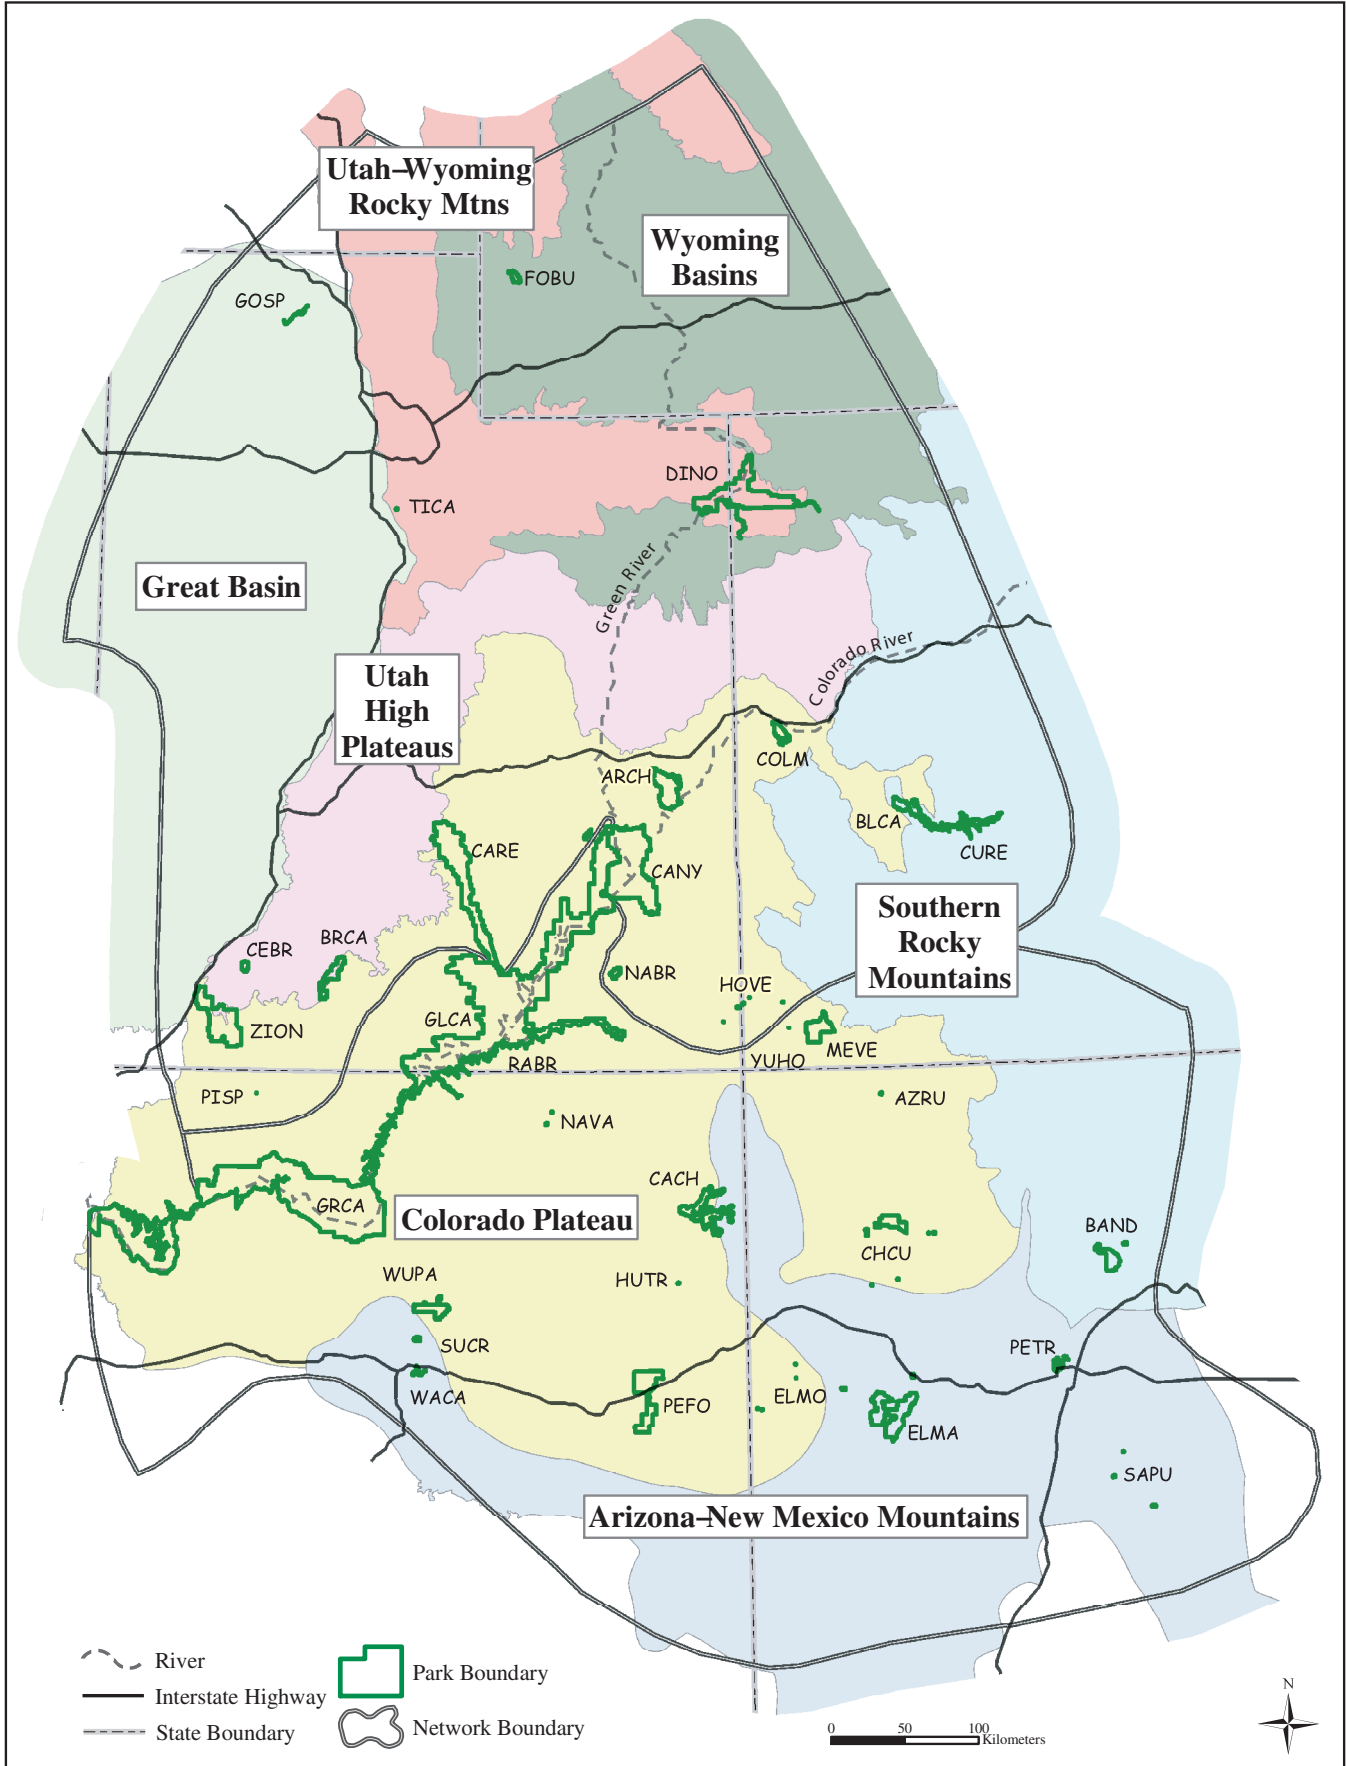 Utah–Wyoming
Rocky Mtns
Wyoming
Basins
FOBU
GOSP
DINO
TICA
Great Basin
Green River
Colorado River
Utah
High
Plateaus
COLM
ARCH
BLCA
CURE
CARE
CANY
Southern
Rocky
Mountains
CEBR
BRCA
NABR
HOVE
GLCA
ZION
MEVE
YUHO
RABR
PISP
AZRU
NAVA
CACH
GRCA
Colorado Plateau
BAND
CHCU
WUPA
HUTR
SUCR
PETR
WACA
PEFO
ELMO
ELMA
SAPU
Arizona–New Mexico Mountains
River
Interstate Highway
State Boundary
Park Boundary
Network Boundary
0 50 100
Kilometers
N